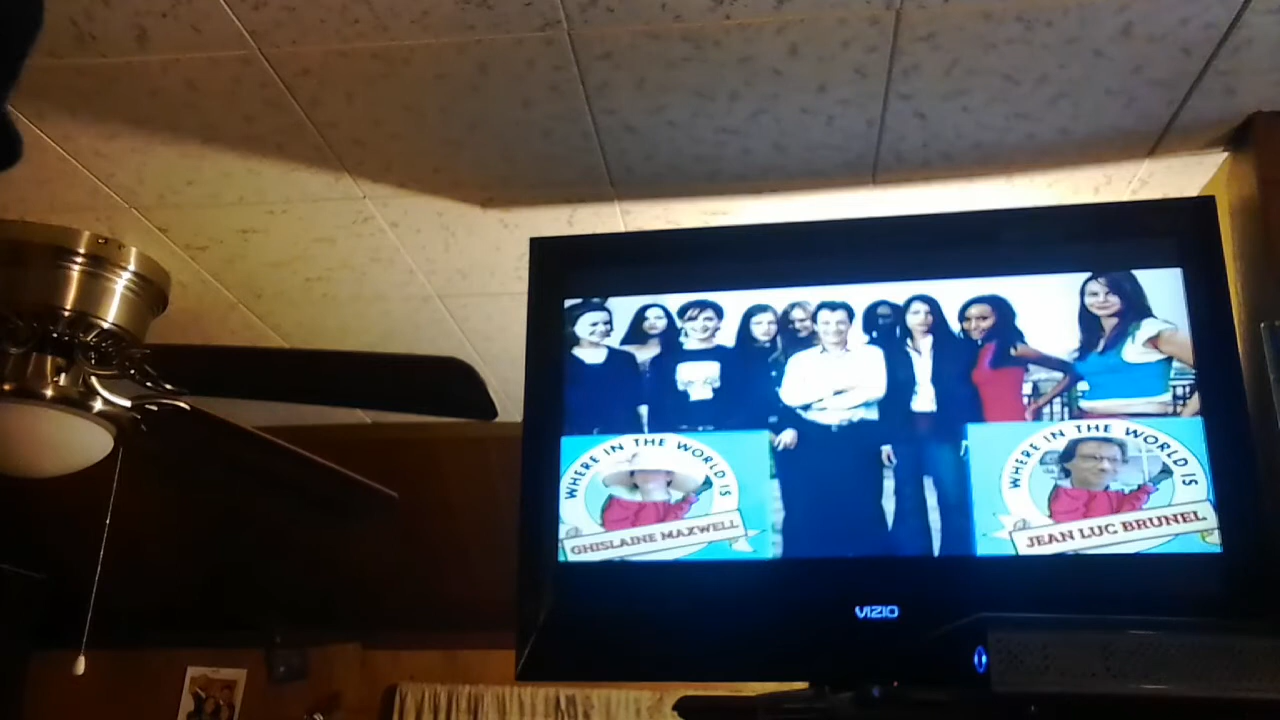 WHERE IN THE WORLD IS
GHISLAINE MAXWELL
WHERE IN THE WORLD IS
JEAN LUC BRUNEL
VIZIO